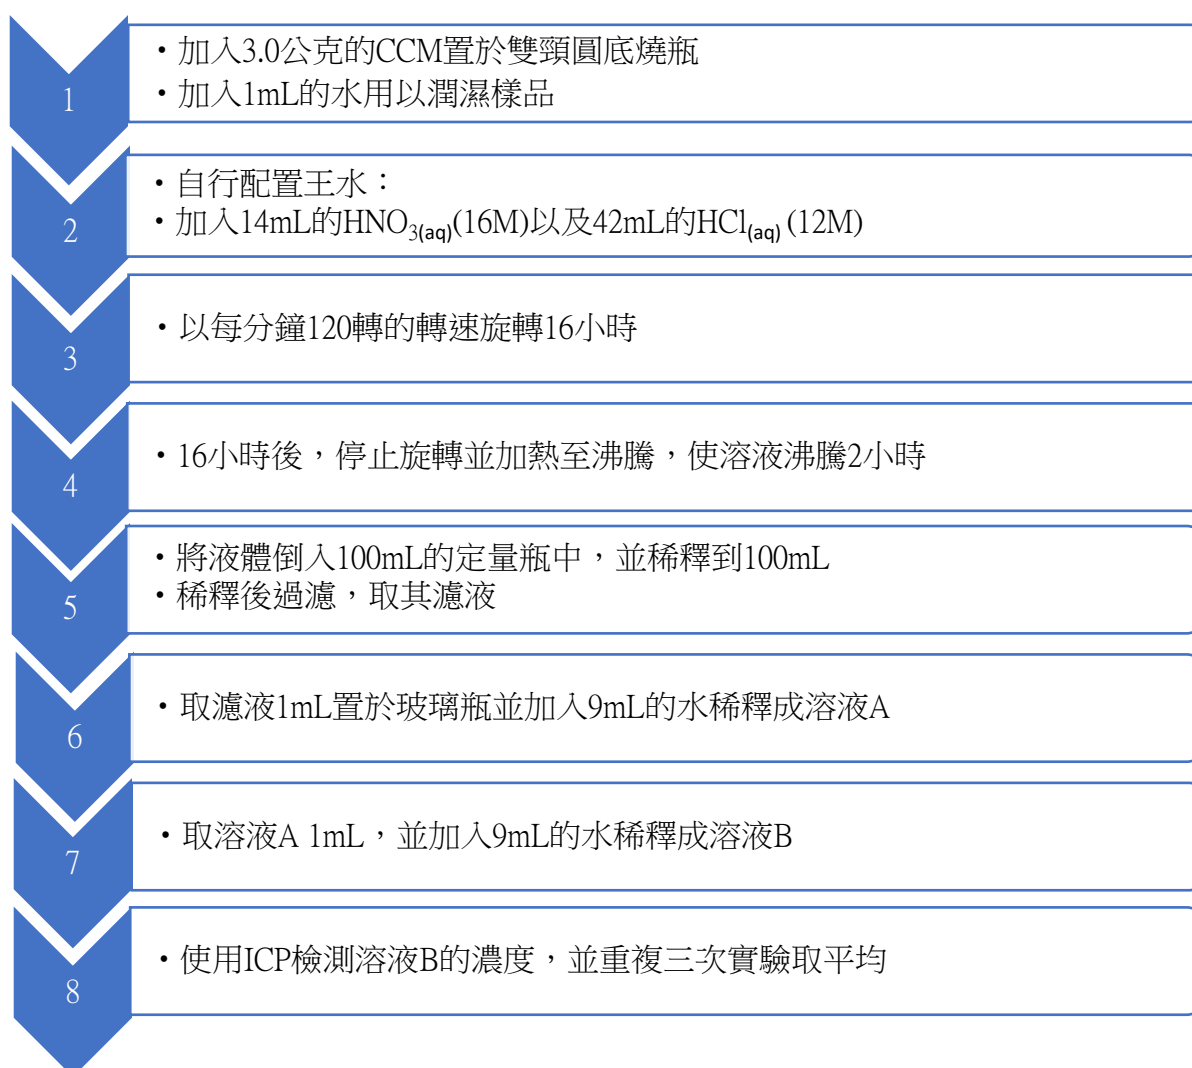 1
・加入3.0公克的CCM置於雙頸圓底燒瓶
・加入1mL的水用以潤濕樣品
2
・自行配置王水：
・加入14mL的HNO3(aq)(16M)以及42mL的HCl(aq) (12M)
3
・以每分鐘120轉的轉速旋轉16小時
4
・16小時後，停止旋轉並加熱至沸騰，使溶液沸騰2小時
5
・將液體倒入100mL的定量瓶中，並稀釋到100mL
・稀釋後過濾，取其濾液
6
・取濾液1mL置於玻璃瓶並加入9mL的水稀釋成溶液A
7
・取溶液A 1mL，並加入9mL的水稀釋成溶液B
8
・使用ICP檢測溶液B的濃度，並重複三次實驗取平均